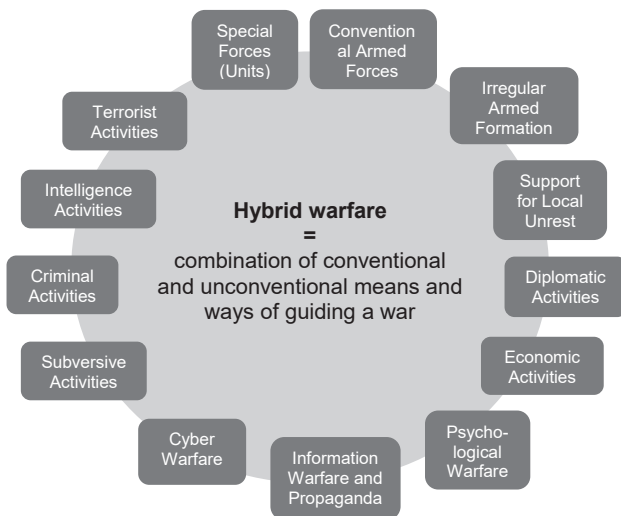 Special
Forces
(Units)
Convention
al Armed
Forces
Irregular
Armed
Formation
Support
for Local
Unrest
Diplomatic
Activities
Economic
Activities
Psycho-
logical
Warfare
Information
Warfare and
Propaganda
Cyber
Warfare
Subversive
Activities
Criminal
Activities
Intelligence
Activities
Terrorist
Activities
Hybrid warfare
=
combination of conventional
and unconventional means and
ways of guiding a war